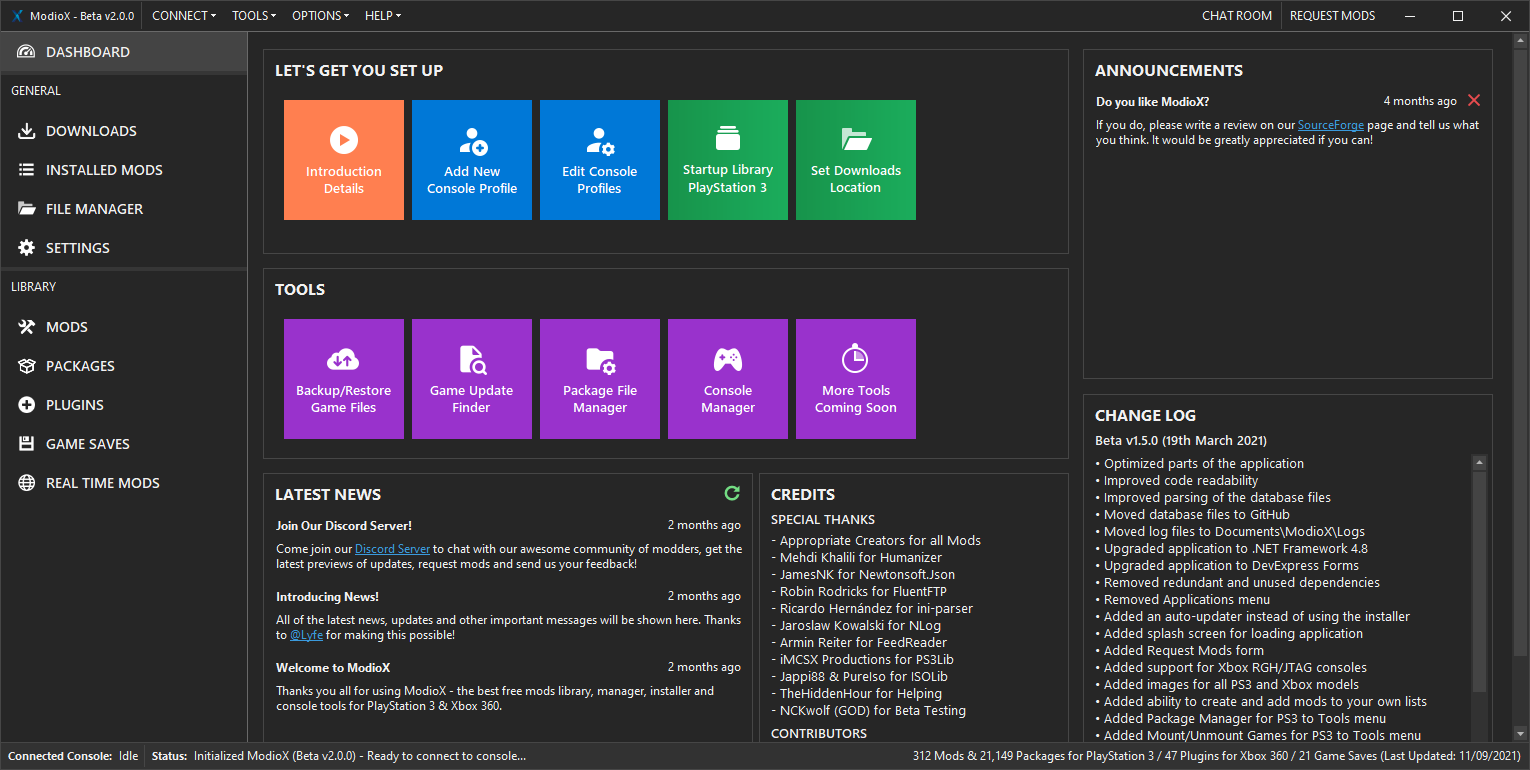 ModioX - Beta v2.0.0
CONNECT
TOOLS
OPTIONS
HELP
CHAT ROOM
REQUEST MODS
DASHBOARD
GENERAL
DOWNLOADS
INSTALLED MODS
FILE MANAGER
SETTINGS
LIBRARY
MODS
PACKAGES
PLUGINS
GAME SAVES
REAL TIME MODS
LET'S GET YOU SET UP
Introduction
Details
Add New
Console Profile
Edit Console
Profiles
Startup Library
PlayStation 3
Set Downloads
Location
TOOLS
Backup/Restore
Game Files
Game Update
Finder
Package File
Manager
Console
Manager
More Tools
Coming Soon
LATEST NEWS
Join Our Discord Server!
2 months ago
Come join our Discord Server to chat with our awesome community of modders, get the
latest previews of updates, request mods and send us your feedback!
Introducing News!
2 months ago
All of the latest news, updates and other important messages will be shown here. Thanks
to @Lyfe for making this possible!
Welcome to ModioX
2 months ago
Thanks you all for using ModioX - the best free mods library, manager, installer and
console tools for PlayStation 3 & Xbox 360.
CREDITS
SPECIAL THANKS
- Appropriate Creators for all Mods
- Mehdi Khalili for Humanizer
- JamesNK for Newtonsoft.Json
- Robin Rodricks for FluentFTP
- Ricardo Hernández for ini-parser
- Jaroslaw Kowalski for NLog
- Armin Reiter for FeedReader
- iMCSX Productions for PS3Lib
- Jappi88 & PureIso for ISOLib
- TheHiddenHour for Helping
- NCKwolf (GOD) for Beta Testing
CONTRIBUTORS
ANNOUNCEMENTS
Do you like ModioX?
4 months ago
If you do, please write a review on our SourceForge page and tell us what
you think. It would be greatly appreciated if you can!
CHANGE LOG
Beta v1.5.0 (19th March 2021)
• Optimized parts of the application
• Improved code readability
• Improved parsing of the database files
• Moved database files to GitHub
• Moved log files to Documents\ModioX\Logs
• Upgraded application to .NET Framework 4.8
• Upgraded application to DevExpress Forms
• Removed redundant and unused dependencies
• Removed Applications menu
• Added an auto-updater instead of using the installer
• Added splash screen for loading application
• Added Request Mods form
• Added support for Xbox RGH/JTAG consoles
• Added images for all PS3 and Xbox models
• Added ability to create and add mods to your own lists
• Added Package Manager for PS3 to Tools menu
• Added Mount/Unmount Games for PS3 to Tools menu
Connected Console: Idle
Status: Initialized ModioX (Beta v2.0.0) - Ready to connect to console...
312 Mods & 21,149 Packages for PlayStation 3 / 47 Plugins for Xbox 360 / 21 Game Saves (Last Updated: 11/09/2021)